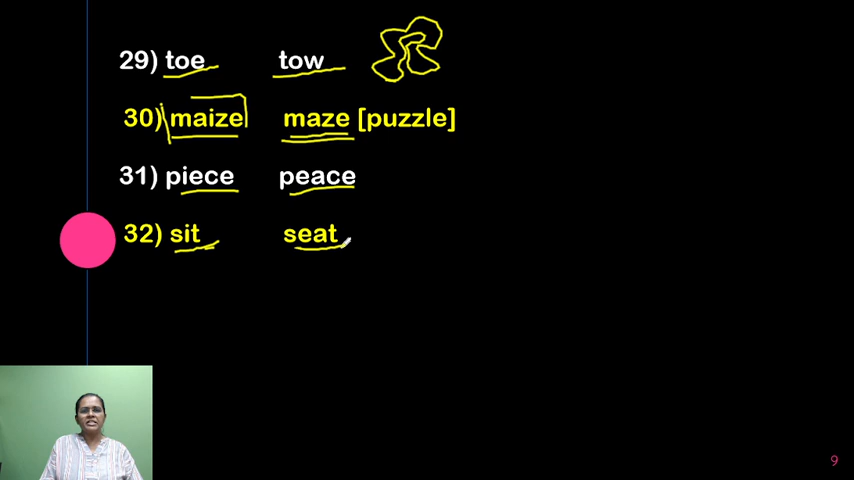 29) toe tow
30) maize maze [puzzle]
31) piece peace
32) sit seat
9